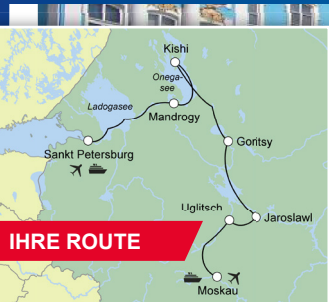 Kishi
Onega-
see
Ladogasee
Mandrogy
Goritsy
Sankt Petersburg
Uglitsch
Jaroslawl
IHRE ROUTE
Moskau